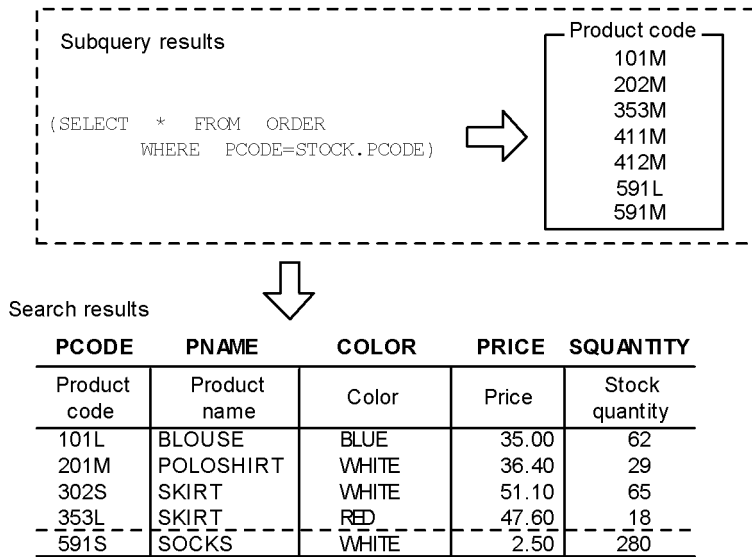 Subquery results
(SELECT * FROM ORDER
WHERE PCODE=STOCK.PCODE)
Product code
101M
202M
353M
411M
412M
591L
591M
Search results
PCODE PNAME COLOR PRICE SQUANTITY
Product code Product name Color Price Stock quantity
101L BLOUSE BLUE 35.00 62
201M POLOSHIRT WHITE 36.40 29
302S SKIRT WHITE 51.10 65
353L SKIRT RED 47.60 18
591S SOCKS WHITE 2.50 280